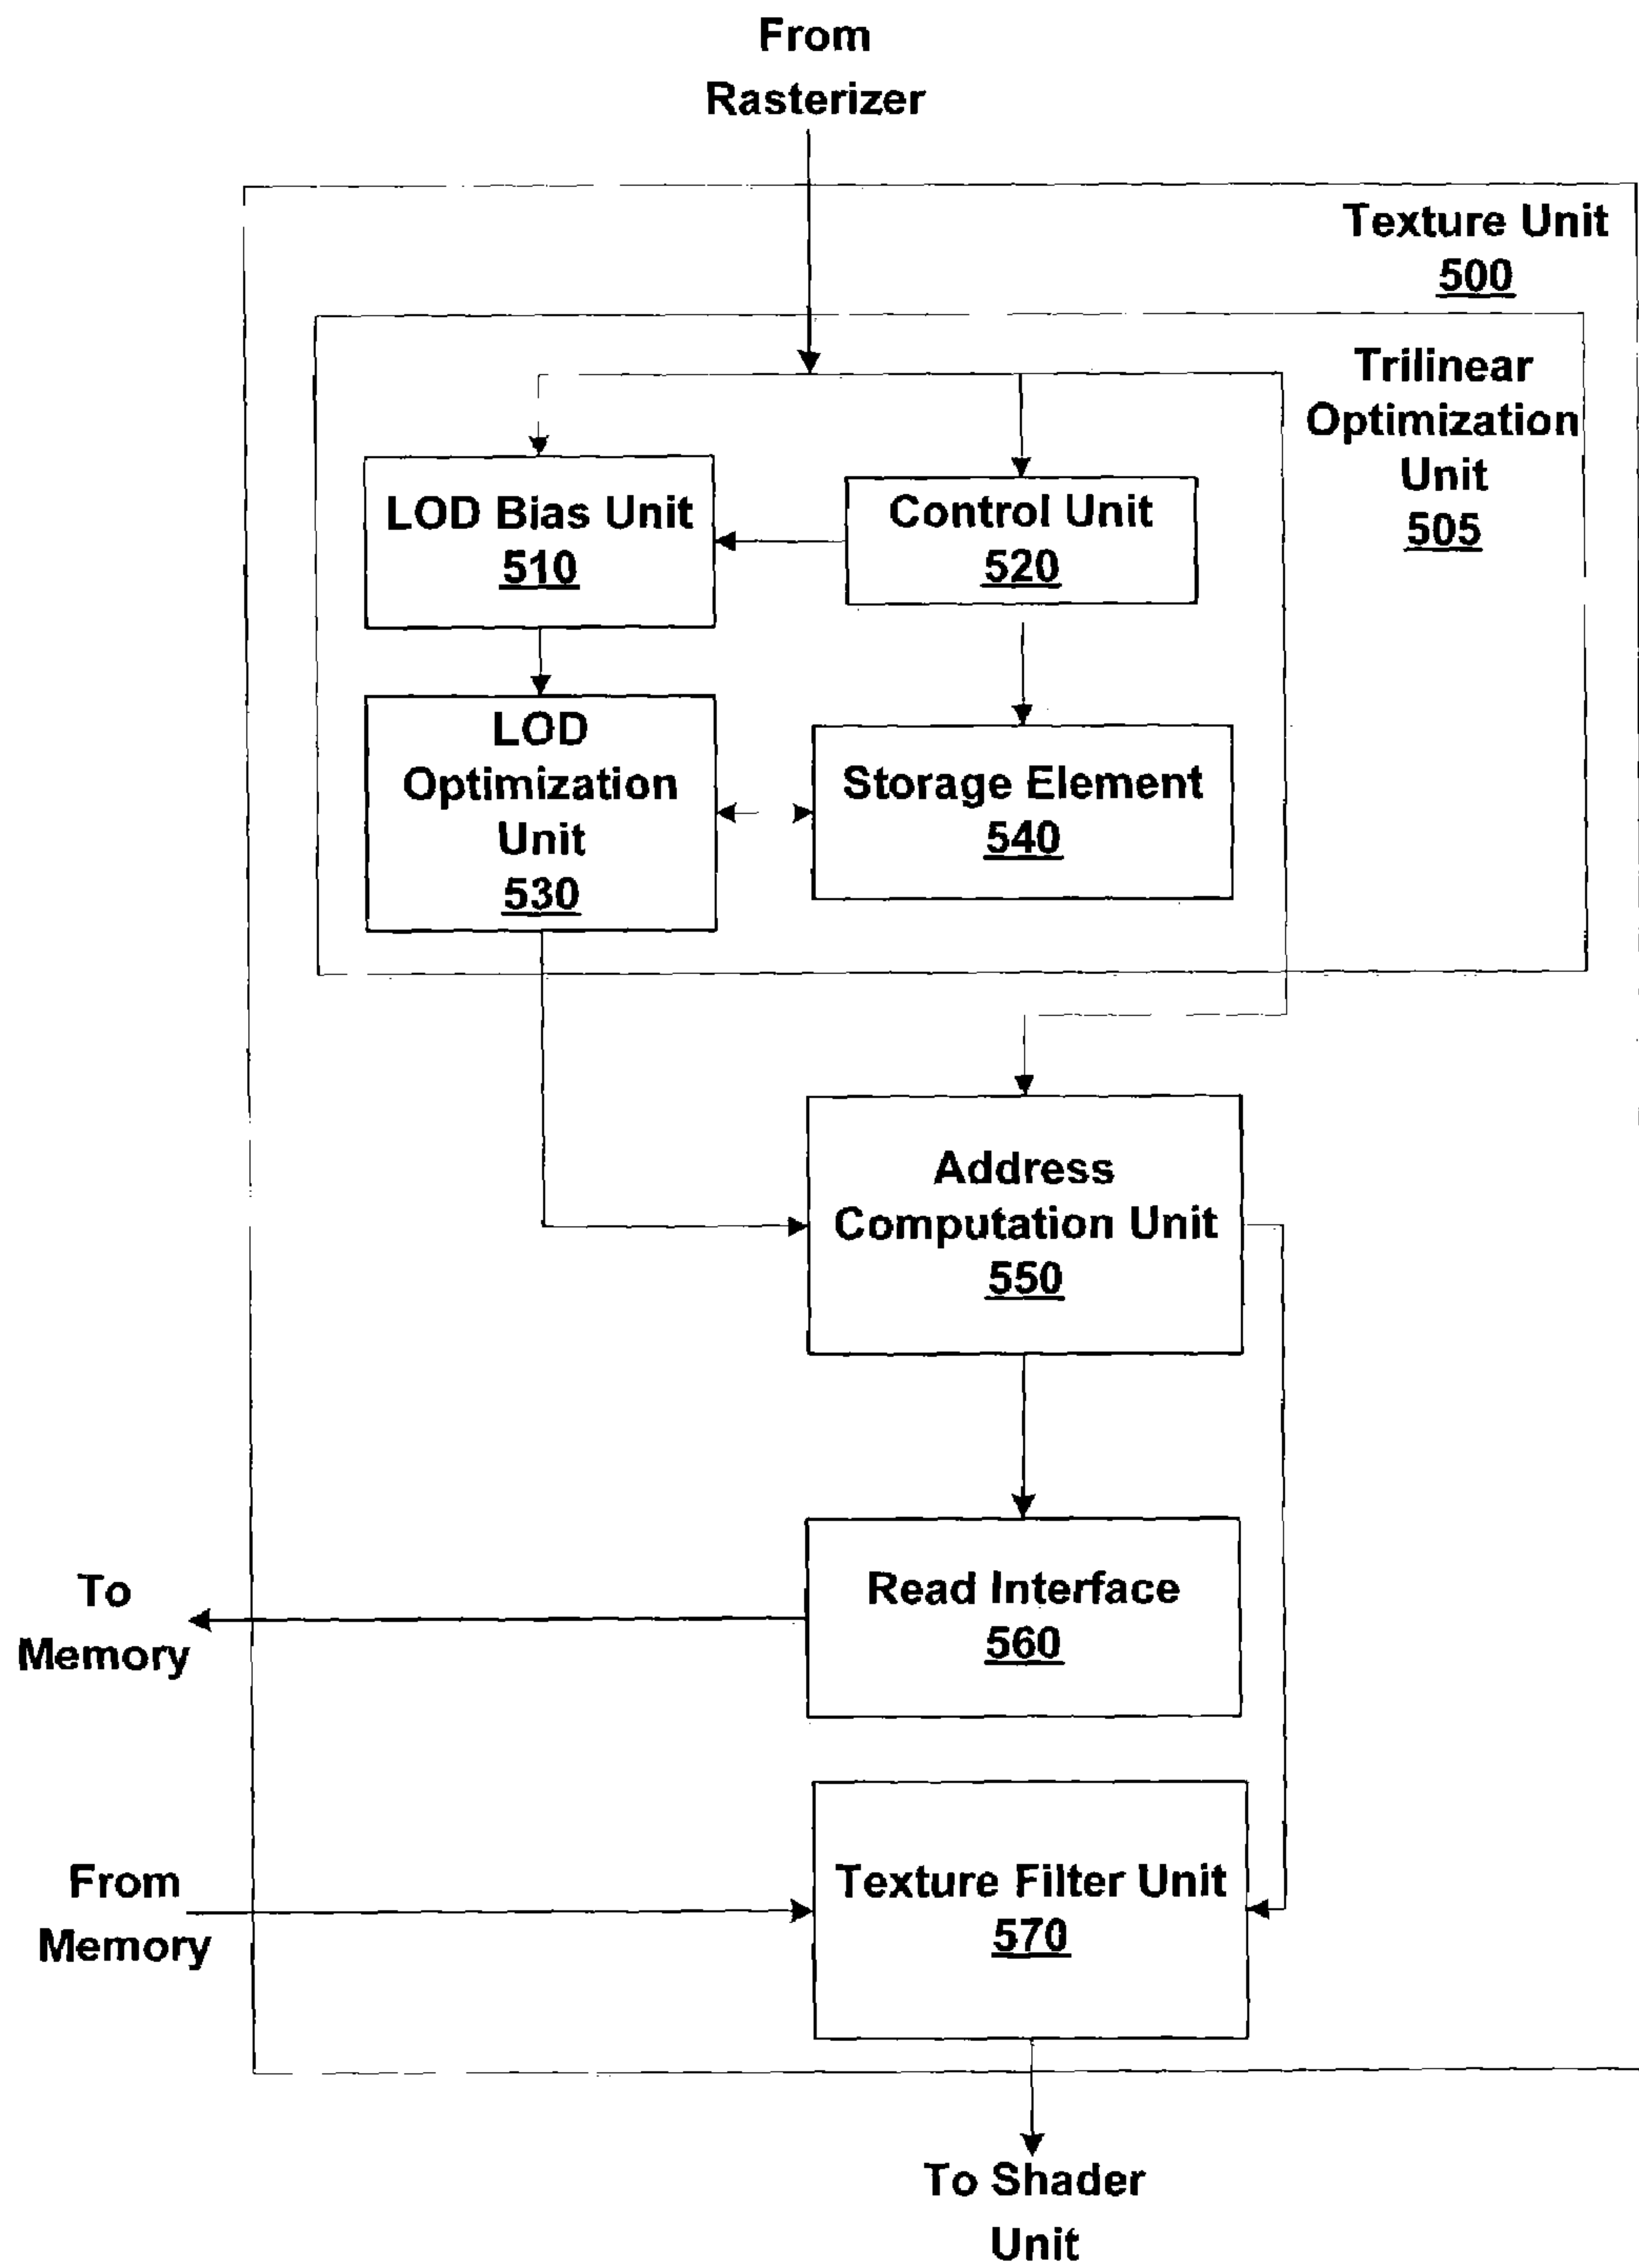 From
Rasterizer
Texture Unit
500
Trilinear
Optimization
Unit
505
LOD Bias Unit
510
Control Unit
520
LOD
Optimization
Unit
530
Storage Element
540
Address
Computation Unit
550
Read Interface
560
To
Memory
Texture Filter Unit
570
From
Memory
To Shader
Unit